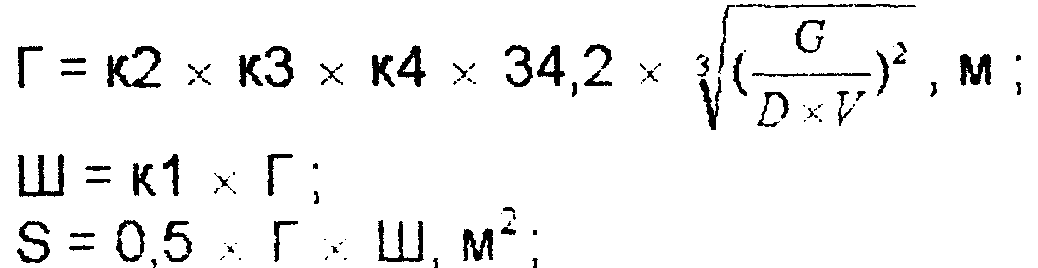 Г = к2 × к3 × к4 × 34,2 × ∛(G / (D × V))², м ;
Ш = к1 × Г ;
S = 0,5 × Г × Ш, м² ;